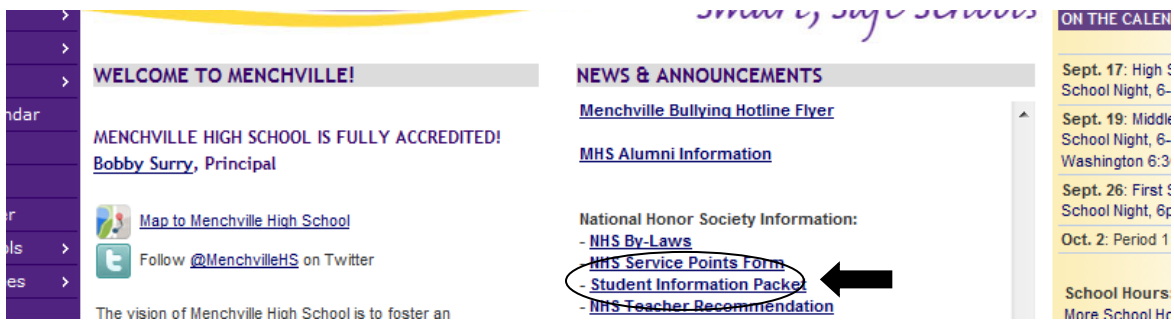 smart, safe schools
ndar
er
ols
es
WELCOME TO MENCHVILLE!
MENCHVILLE HIGH SCHOOL IS FULLY ACCREDITED!
Bobby Surry, Principal
Map to Menchville High School
Follow @MenchvilleHS on Twitter
The vision of Menchville High School is to foster an
NEWS & ANNOUNCEMENTS
Menchville Bullying Hotline Flyer
MHS Alumni Information
National Honor Society Information:
- NHS By-Laws
- NHS Service Points Form
- Student Information Packet
- NHS Teacher Recommendation
ON THE CALEN
Sept. 17: High S
School Night, 6-
Sept. 19: Middle
School Night, 6-
Washington 6:3
Sept. 26: First S
School Night, 6p
Oct. 2: Period 1
School Hours:
More School Ho